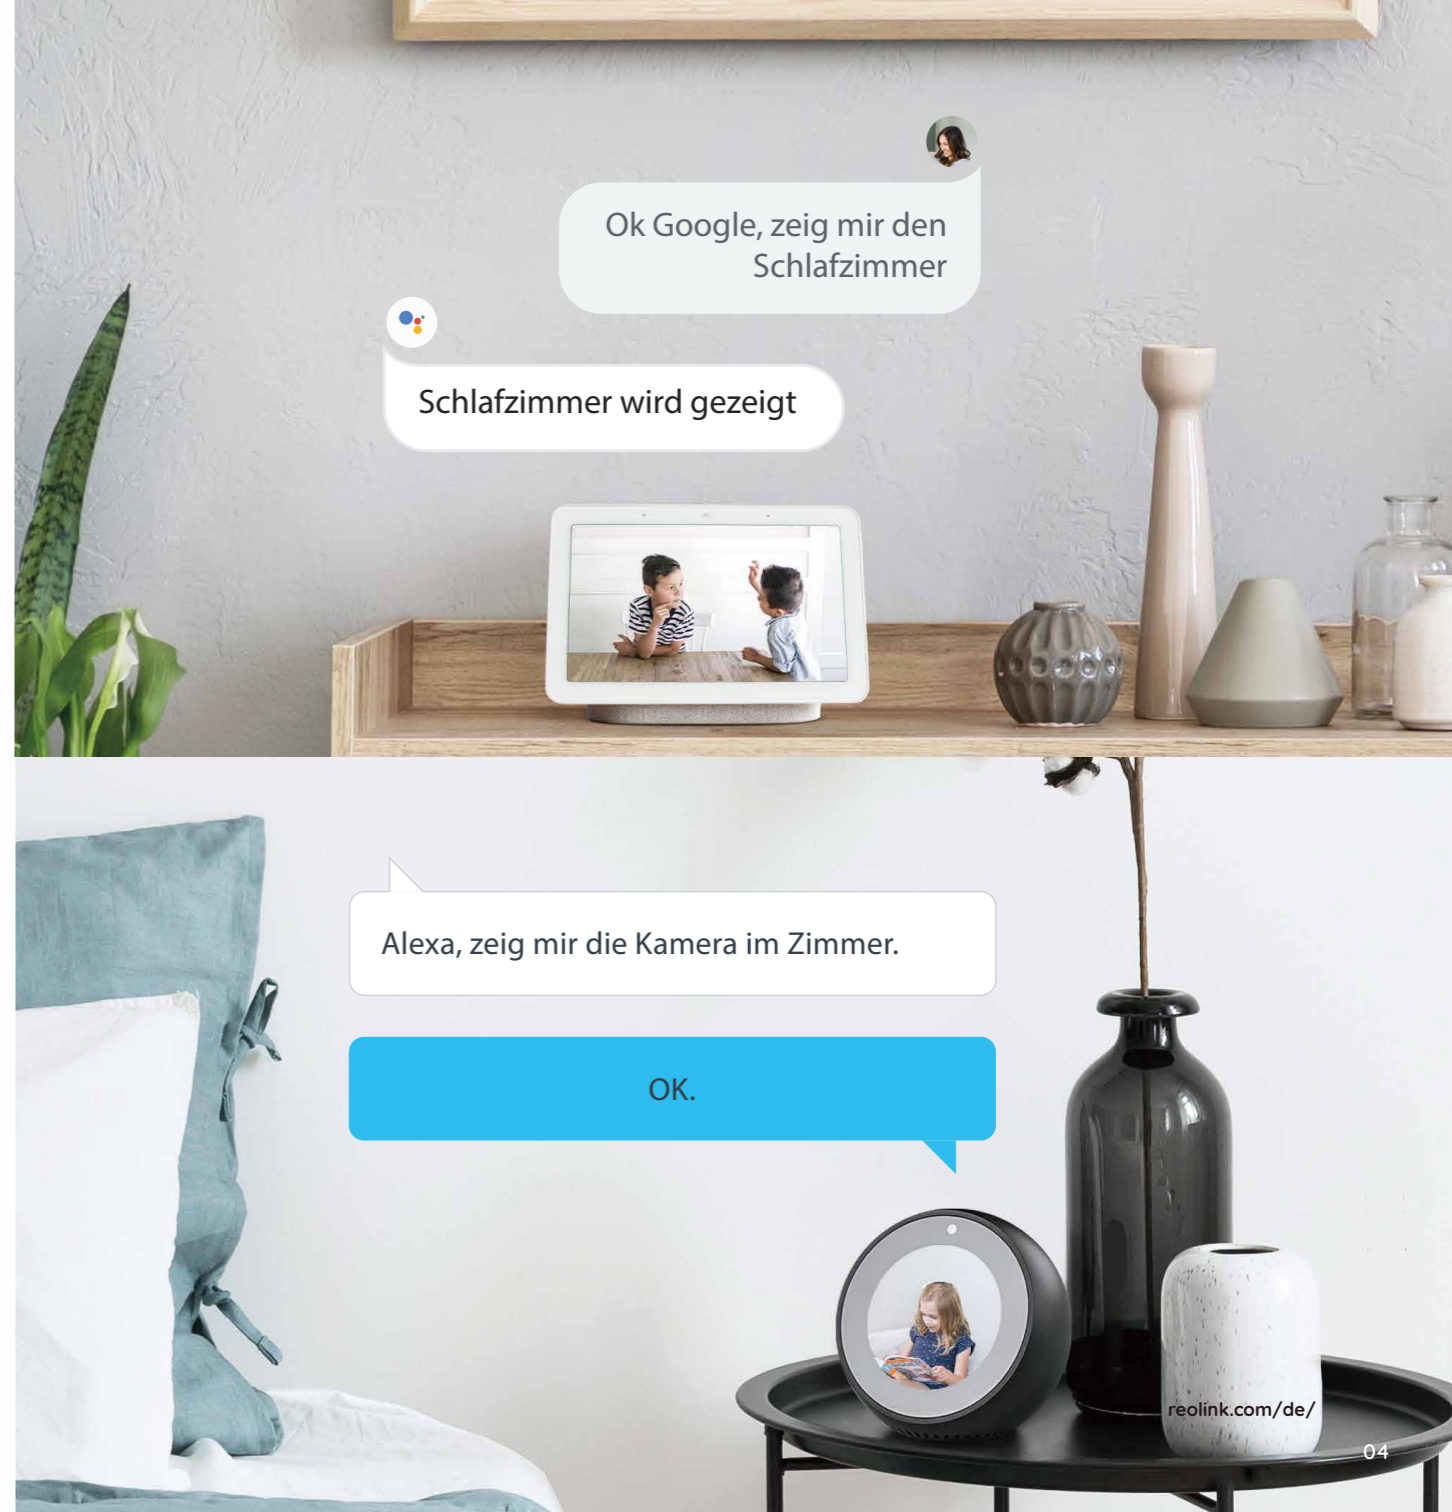 Ok Google, zeig mir den
Schlafzimmer
Schlafzimmer wird gezeigt
Alexa, zeig mir die Kamera im Zimmer.
OK.
reolink.com/de/
04